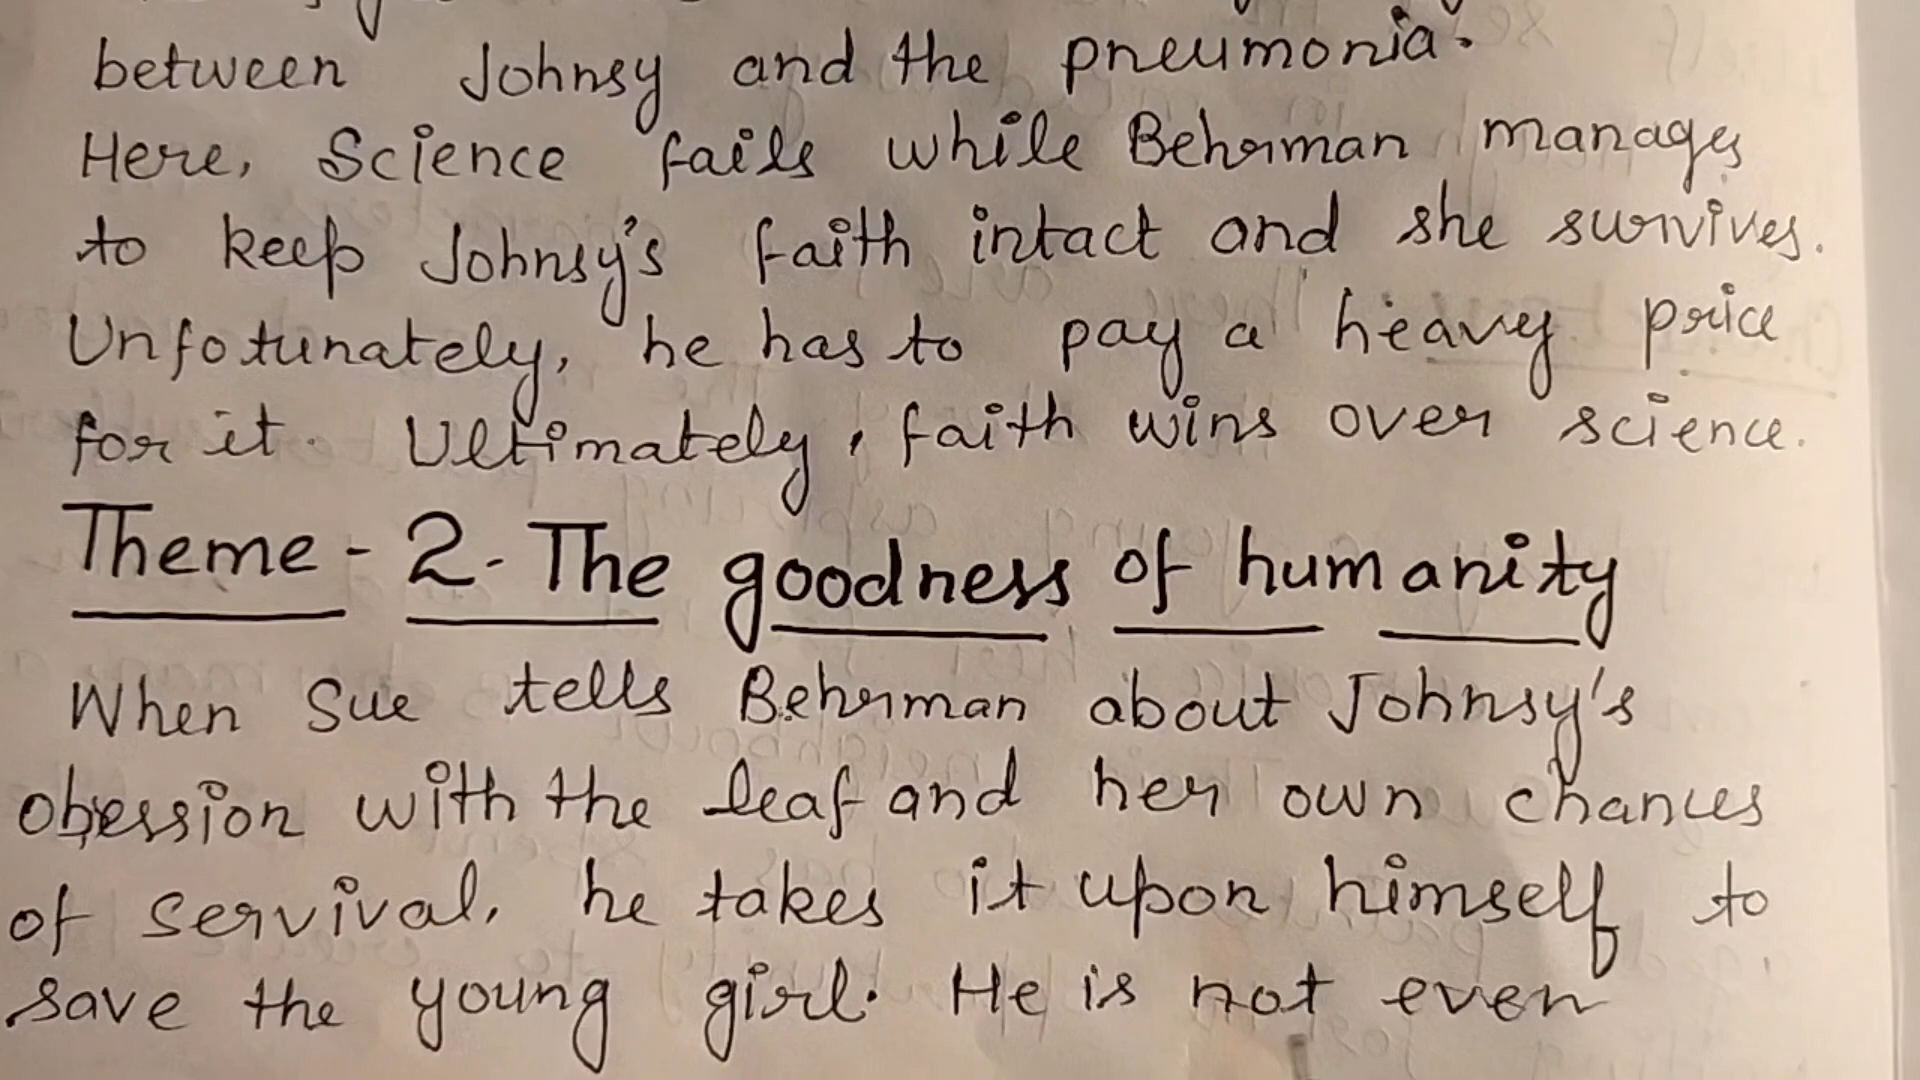 between Johnsy and the pneumonia.
Here, Science fails while Behrman manages
to keep Johnsy's faith intact and she survives.
Unfotunately, he has to pay a heavy price
for it. Ultimately, faith wins over science.
Theme - 2 - The goodness of humanity
When Sue tells Behrman about Johnsy's
obsession with the leaf and her own chances
of servival, he takes it upon himself to
save the young girl. He is not even